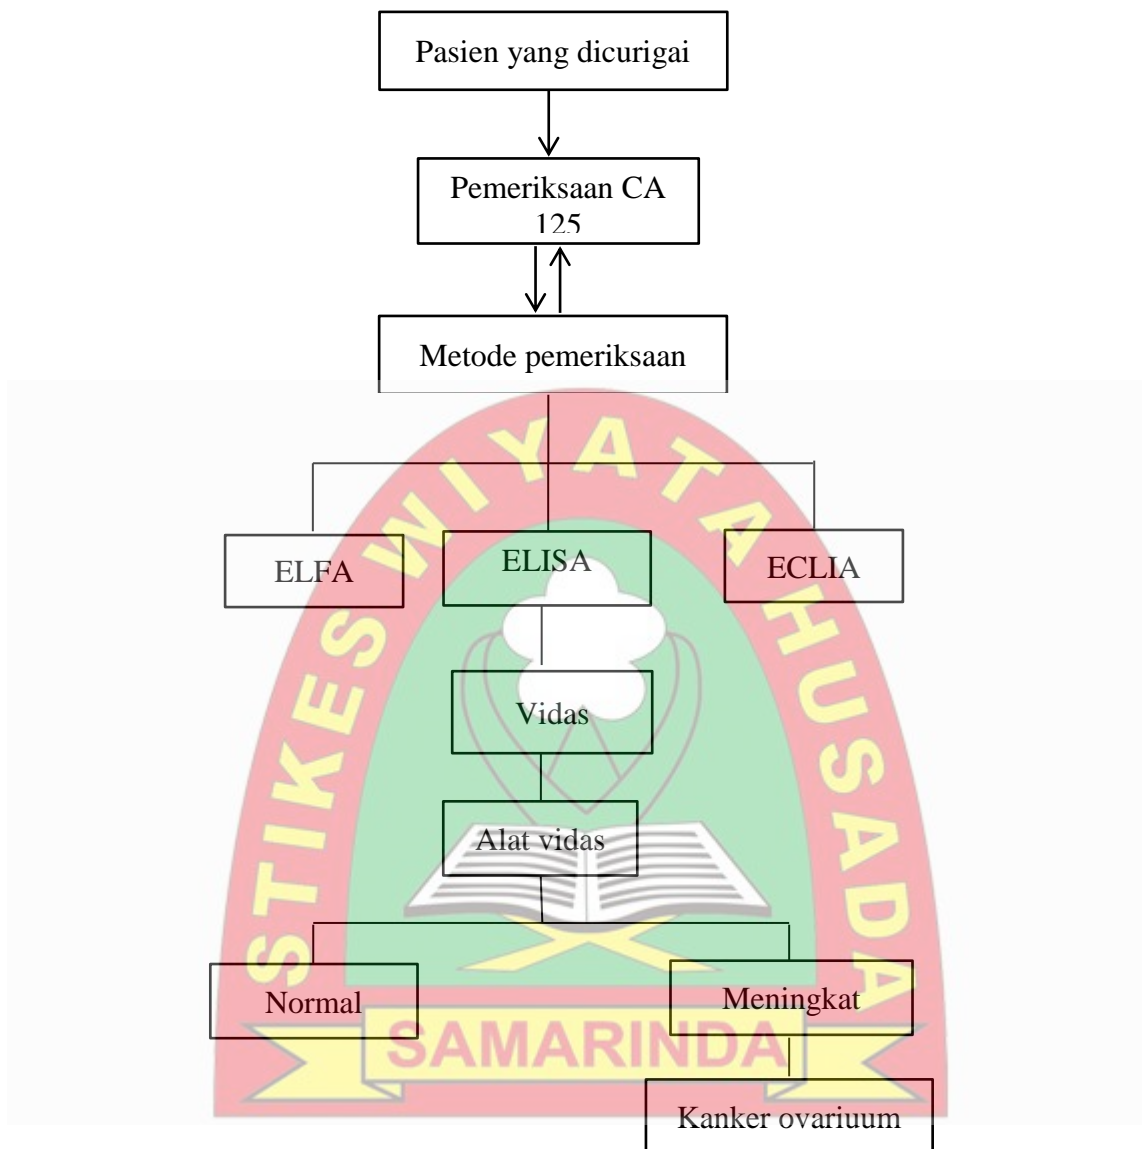 Pasien yang dicurigai
Pemeriksaan CA
125
Metode pemeriksaan
ELFA
ELISA
ECLIA
Vidas
Alat vidas
Normal
Meningkat
Kanker ovariuum
STIKES WIYATA HUSADA
SAMARINDA